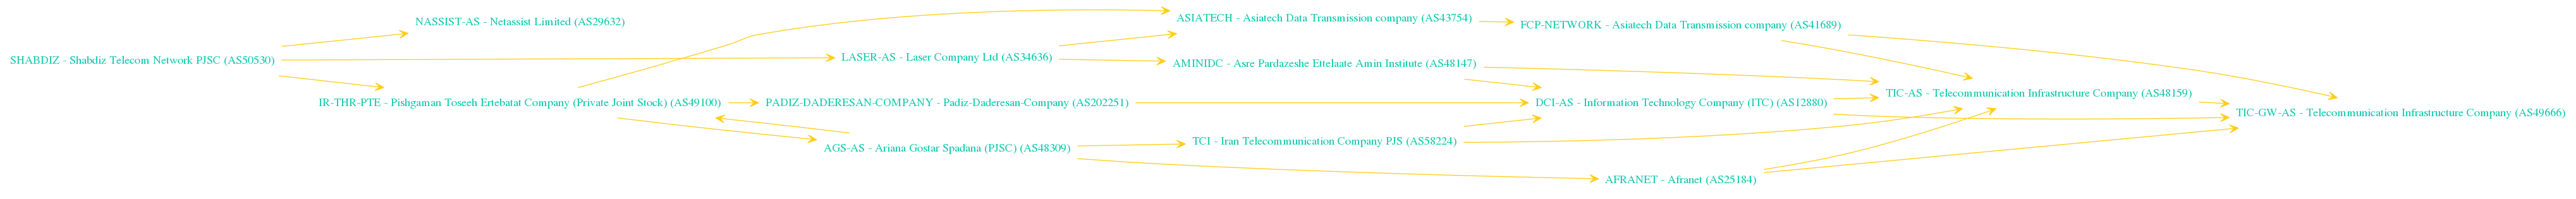 SHABDIZ - Shabdiz Telecom Network PJSC (AS50530)
NASSIST-AS - Netassist Limited (AS29632)
IR-THR-PTE - Pishgaman Toseeh Ertebatat Company (Private Joint Stock) (AS49100)
LASER-AS - Laser Company Ltd (AS34636)
PADIZ-DADERESAN-COMPANY - Padiz-Daderesan-Company (AS202251)
AGS-AS - Ariana Gostar Spadana (PJSC) (AS48309)
ASIATECH - Asiatech Data Transmission company (AS43754)
AMINIDC - Asre Pardazeshe Ettelaate Amin Institute (AS48147)
TCI - Iran Telecommunication Company PJS (AS58224)
FCP-NETWORK - Asiatech Data Transmission company (AS41689)
DCI-AS - Information Technology Company (ITC) (AS12880)
AFRANET - Afranet (AS25184)
TIC-AS - Telecommunication Infrastructure Company (AS48159)
TIC-GW-AS - Telecommunication Infrastructure Company (AS49666)